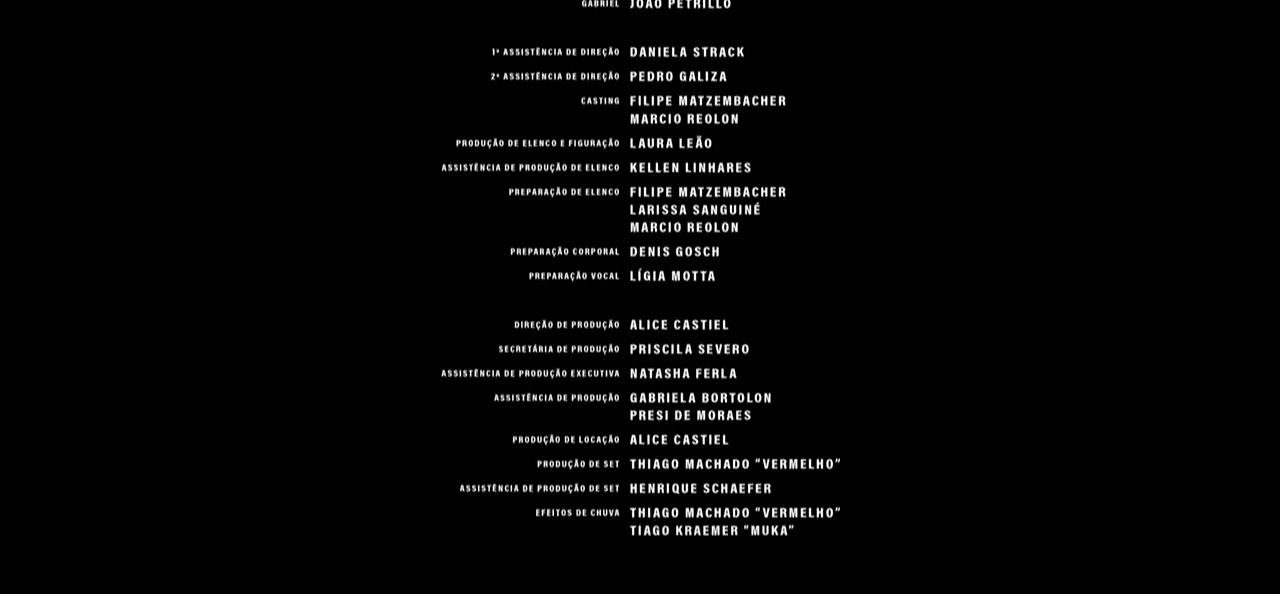 GABRIEL JOÃO PETRILLO
1ª ASSISTÊNCIA DE DIREÇÃO DANIELA STRACK
2ª ASSISTÊNCIA DE DIREÇÃO PEDRO GALIZA
CASTING FILIPE MATZEMBACHER
MARCIO REOLON
PRODUÇÃO DE ELENCO E FIGURAÇÃO LAURA LEÃO
ASSISTÊNCIA DE PRODUÇÃO DE ELENCO KELLEN LINHARES
PREPARAÇÃO DE ELENCO FILIPE MATZEMBACHER
LARISSA SANGUINÉ
MARCIO REOLON
PREPARAÇÃO CORPORAL DENIS GOSCH
PREPARAÇÃO VOCAL LÍGIA MOTTA
DIREÇÃO DE PRODUÇÃO ALICE CASTIEL
SECRETÁRIA DE PRODUÇÃO PRISCILA SEVERO
ASSISTÊNCIA DE PRODUÇÃO EXECUTIVA NATASHA FERLA
ASSISTÊNCIA DE PRODUÇÃO GABRIELA BORTOLON
PRESI DE MORAES
PRODUÇÃO DE LOCAÇÃO ALICE CASTIEL
PRODUÇÃO DE SET THIAGO MACHADO "VERMELHO"
ASSISTÊNCIA DE PRODUÇÃO DE SET HENRIQUE SCHAEFER
EFEITOS DE CHUVA THIAGO MACHADO "VERMELHO"
TIAGO KRAEMER "MUKA"